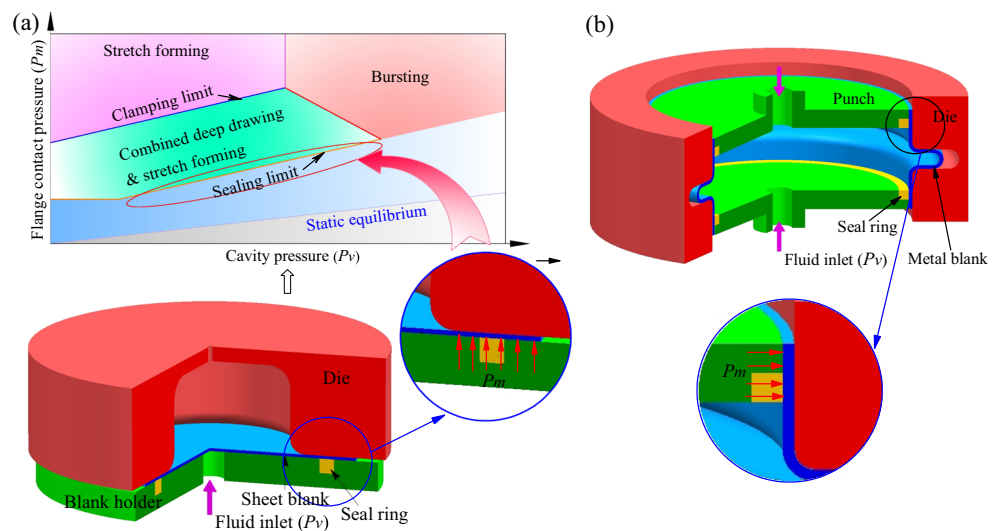 (a)
Flange contact pressure (Pm)
Stretch forming
Bursting
Clamping limit
Combined deep drawing
& stretch forming
Sealing limit
Static equilibrium
Cavity pressure (Pv)
Die
Pm
Blank holder
Sheet blank
Seal ring
Fluid inlet (Pv)
(b)
Punch
Die
Seal ring
Fluid inlet (Pv)
Metal blank
Pm